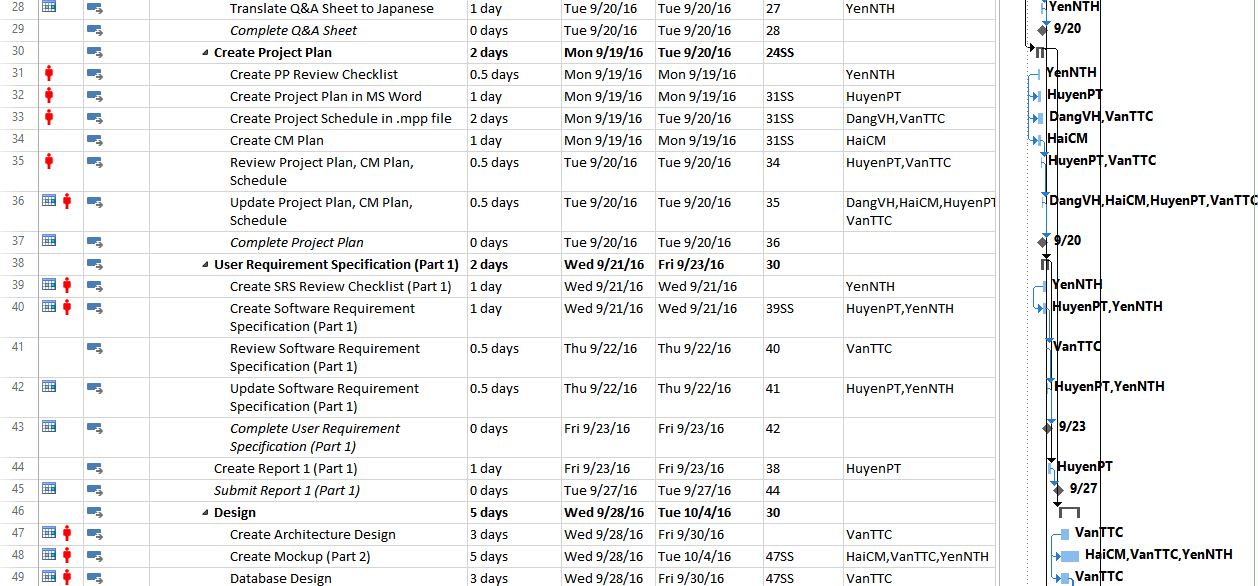 28 Translate Q&A Sheet to Japanese 1 day Tue 9/20/16 Tue 9/20/16 27 YenNTH YenNTH
29 Complete Q&A Sheet 0 days Tue 9/20/16 Tue 9/20/16 28 9/20
30 Create Project Plan 2 days Mon 9/19/16 Tue 9/20/16 24SS
31 Create PP Review Checklist 0.5 days Mon 9/19/16 Mon 9/19/16 YenNTH YenNTH
32 Create Project Plan in MS Word 1 day Mon 9/19/16 Mon 9/19/16 31SS HuyenPT HuyenPT
33 Create Project Schedule in .mpp file 2 days Mon 9/19/16 Tue 9/20/16 31SS DangVH,VanTTC DangVH,VanTTC
34 Create CM Plan 1 day Mon 9/19/16 Mon 9/19/16 31SS HaiCM HaiCM
35 Review Project Plan, CM Plan, 0.5 days Tue 9/20/16 Tue 9/20/16 34 HuyenPT,VanTTC HuyenPT,VanTTC
Schedule
36 Update Project Plan, CM Plan, 0.5 days Tue 9/20/16 Tue 9/20/16 35 DangVH,HaiCM,HuyenPT DangVH,HaiCM,HuyenPT,VanTTC
Schedule VanTTC
37 Complete Project Plan 0 days Tue 9/20/16 Tue 9/20/16 36 9/20
38 User Requirement Specification (Part 1) 2 days Wed 9/21/16 Fri 9/23/16 30
39 Create SRS Review Checklist (Part 1) 1 day Wed 9/21/16 Wed 9/21/16 YenNTH YenNTH
40 Create Software Requirement 1 day Wed 9/21/16 Wed 9/21/16 39SS HuyenPT,YenNTH HuyenPT,YenNTH
Specification (Part 1)
41 Review Software Requirement 0.5 days Thu 9/22/16 Thu 9/22/16 40 VanTTC VanTTC
Specification (Part 1)
42 Update Software Requirement 0.5 days Thu 9/22/16 Thu 9/22/16 41 HuyenPT,YenNTH HuyenPT,YenNTH
Specification (Part 1)
43 Complete User Requirement 0 days Fri 9/23/16 Fri 9/23/16 42 9/23
Specification (Part 1)
44 Create Report 1 (Part 1) 1 day Fri 9/23/16 Fri 9/23/16 38 HuyenPT HuyenPT
45 Submit Report 1 (Part 1) 0 days Tue 9/27/16 Tue 9/27/16 44 9/27
46 Design 5 days Wed 9/28/16 Tue 10/4/16 30
47 Create Architecture Design 3 days Wed 9/28/16 Fri 9/30/16 VanTTC VanTTC
48 Create Mockup (Part 2) 5 days Wed 9/28/16 Tue 10/4/16 47SS HaiCM,VanTTC,YenNTH HaiCM,VanTTC,YenNTH
49 Database Design 3 days Wed 9/28/16 Fri 9/30/16 47SS VanTTC VanTTC